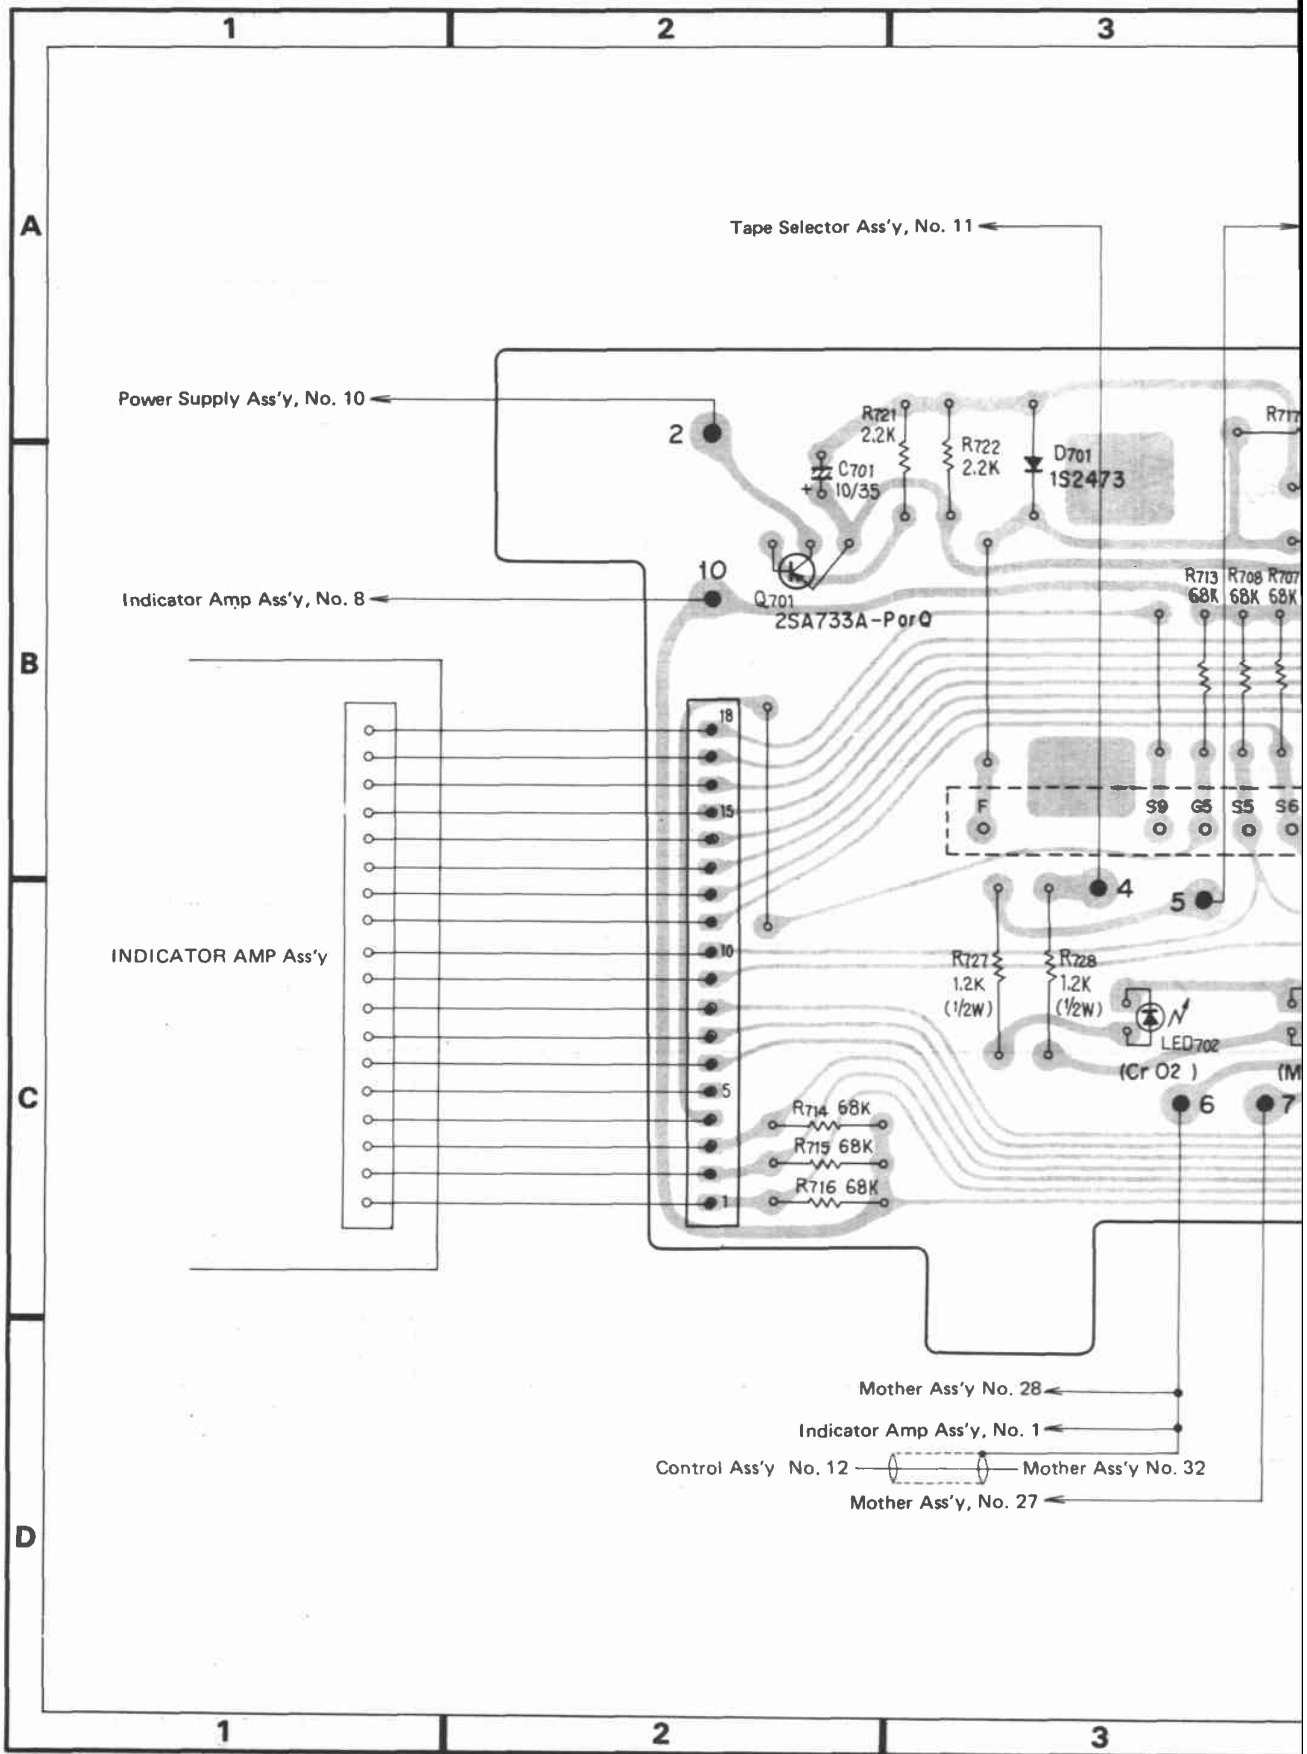 1 2 3
A
Tape Selector Ass'y, No. 11
Power Supply Ass'y, No. 10
2
R721
2.2K
R722
2.2K
C701
+ 10/35
D701
1S2473
R717
10
Indicator Amp Ass'y, No. 8
Q701
2SA733A-PorQ
R713 R708 R707
68K 68K 68K
B
18
15
10
5
1
F S9 G5 S5 S6
4
5
INDICATOR AMP Ass'y
R727
1.2K
(1/2W)
R728
1.2K
(1/2W)
LED702
(Cr O2 )
(M
C
6
7
R714 68K
R715 68K
R716 68K
Mother Ass'y No. 28
Indicator Amp Ass'y, No. 1
Control Ass'y No. 12
Mother Ass'y No. 32
Mother Ass'y, No. 27
D
1 2 3